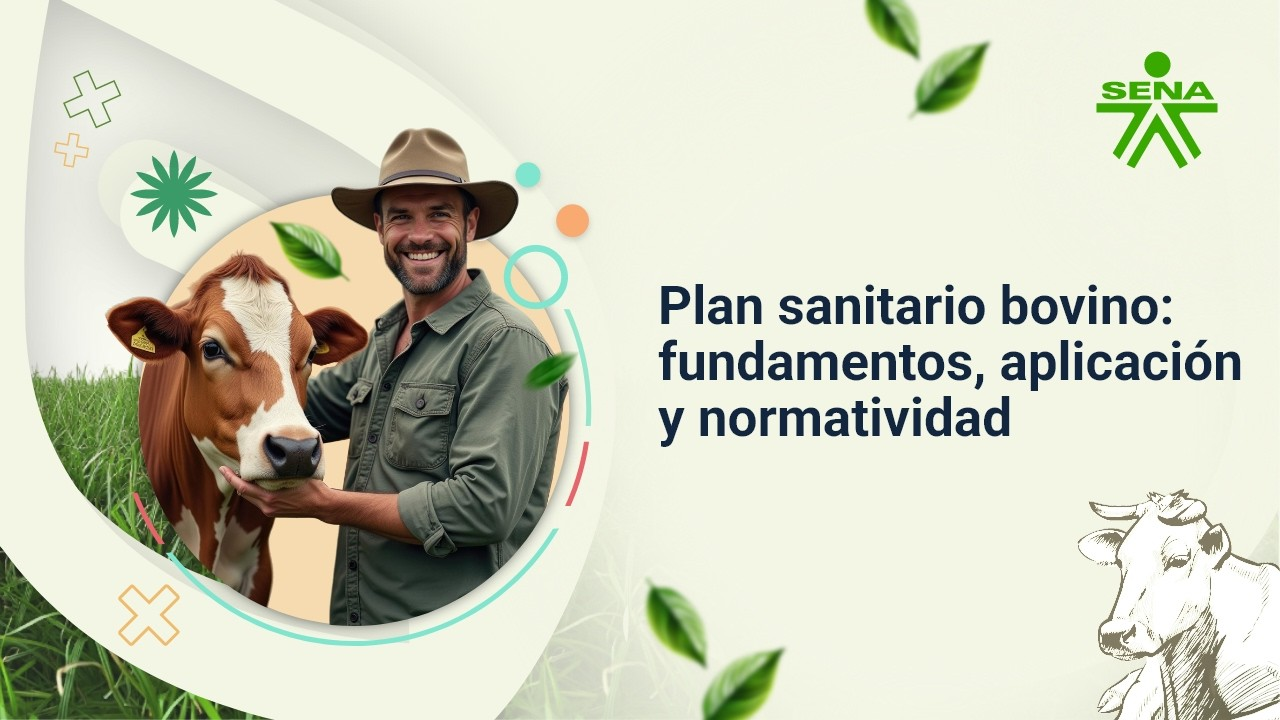 SENA
Plan sanitario bovino:
fundamentos, aplicación
y normatividad